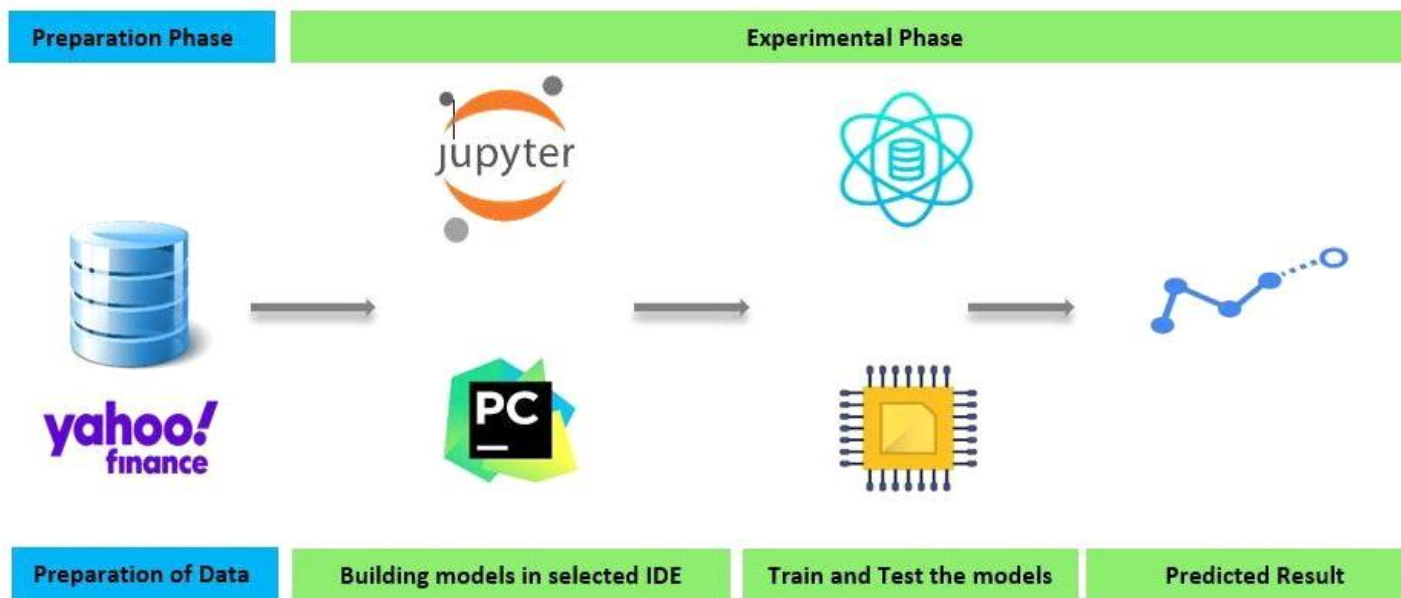 Preparation Phase
Experimental Phase
jupyter
yahoo!
finance
PC
Preparation of Data
Building models in selected IDE
Train and Test the models
Predicted Result